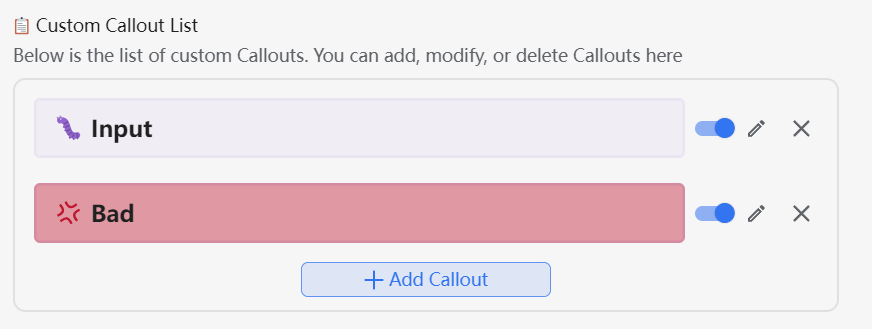 📋 Custom Callout List
Below is the list of custom Callouts. You can add, modify, or delete Callouts here
Input
Bad
+ Add Callout